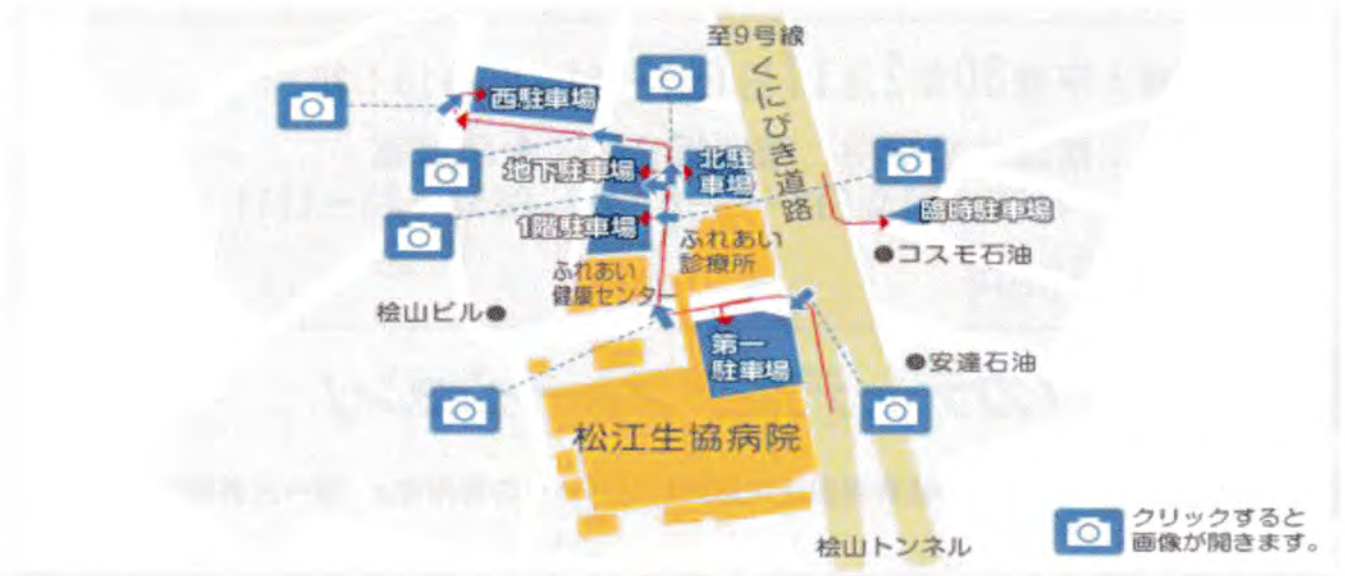 至9号線
くにびき道路
西駐車場
地下駐車場
北駐
車場
1階駐車場
臨時駐車場
ふれあい
診療所
コスモ石油
ふれあい
健康センター
桧山ビル
第一
駐車場
安達石油
松江生協病院
桧山トンネル
クリックすると
画像が開きます。